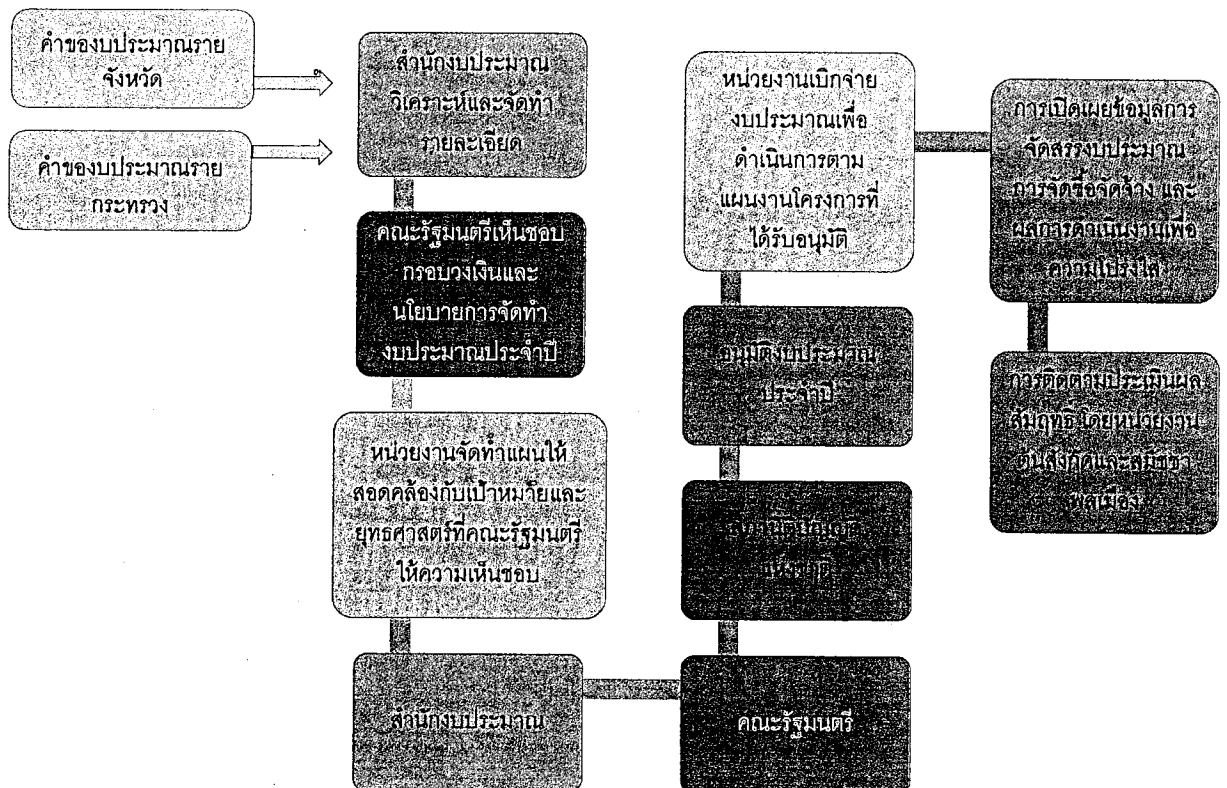 คำของบประมาณราย
จังหวัด
คำของบประมาณราย
กระทรวง
สำนักงบประมาณ
วิเคราะห์และจัดทำ
รายละเอียด
คณะรัฐมนตรีเห็นชอบ
กรอบวงเงินและ
นโยบายการจัดทำ
งบประมาณประจำปี
หน่วยงานจัดทำแผนให้
สอดคล้องกับเป้าหมายและ
ยุทธศาสตร์ที่คณะรัฐมนตรี
ให้ความเห็นชอบ
สำนักงบประมาณ
คณะรัฐมนตรี
สภานิติบัญญัติ
แห่งชาติ
อนุมัติงบประมาณ
ประจำปี
หน่วยงานเบิกจ่าย
งบประมาณเพื่อ
ดำเนินการตาม
แผนงานโครงการที่
ได้รับอนุมัติ
การเปิดเผยข้อมูลการ
จัดสรรงบประมาณ
การจัดซื้อจัดจ้าง และ
ผลการดำเนินงานเพื่อ
ความโปร่งใส
การติดตามประเมินผล
สัมฤทธิ์ โดยหน่วยงาน
ต้นสังกัดและสมัชชา
พลเมือง